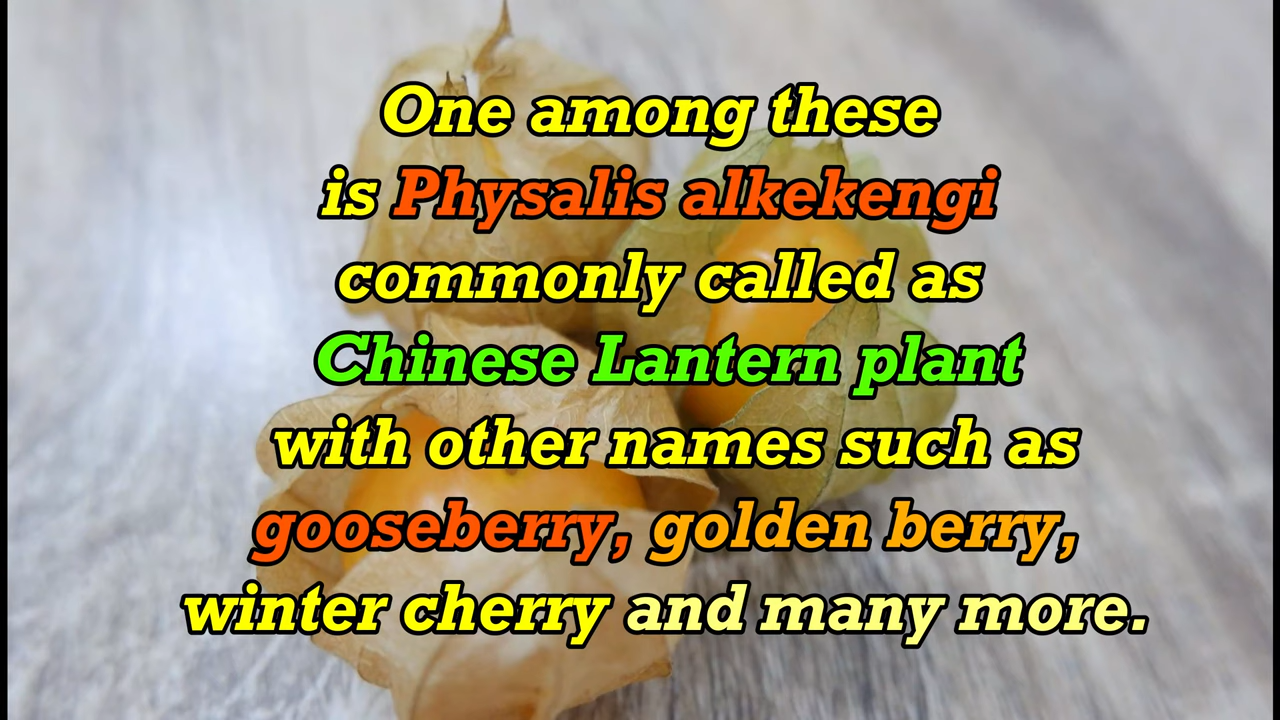 One among these
is Physalis alkekengi
commonly called as
Chinese Lantern plant
with other names such as
gooseberry, golden berry,
winter cherry and many more.